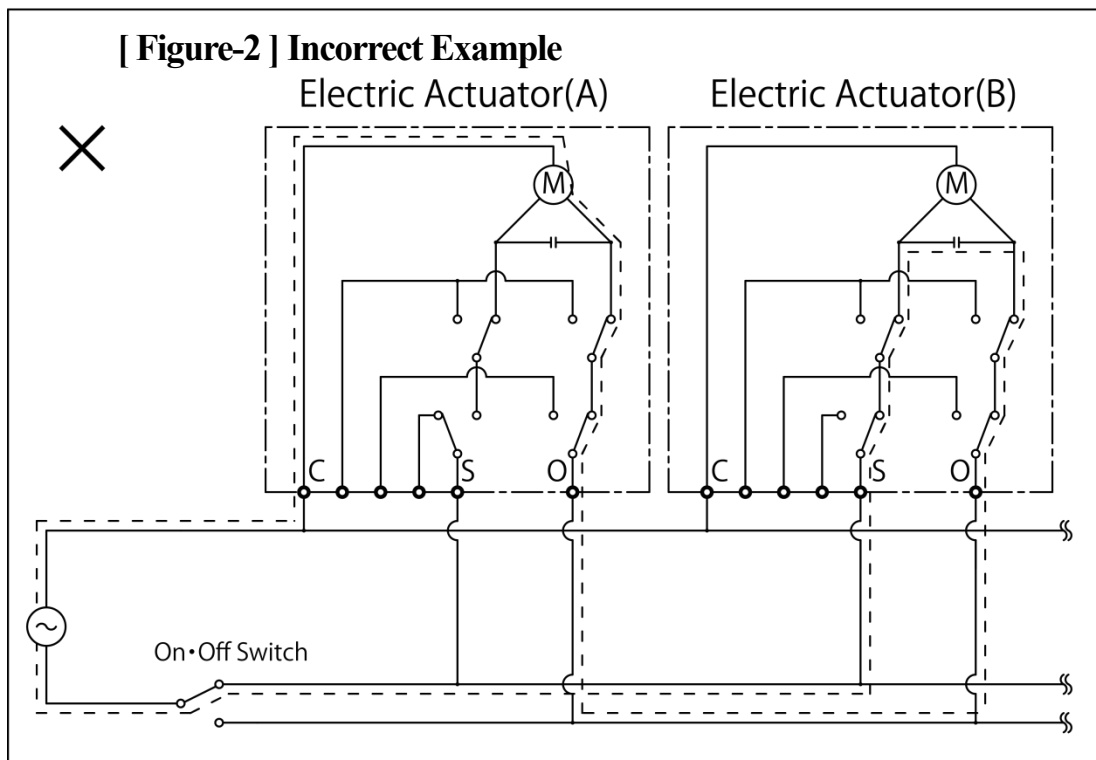 [ Figure-2 ] Incorrect Example
Electric Actuator(A) Electric Actuator(B)
M M
C S O C S O
On•Off Switch